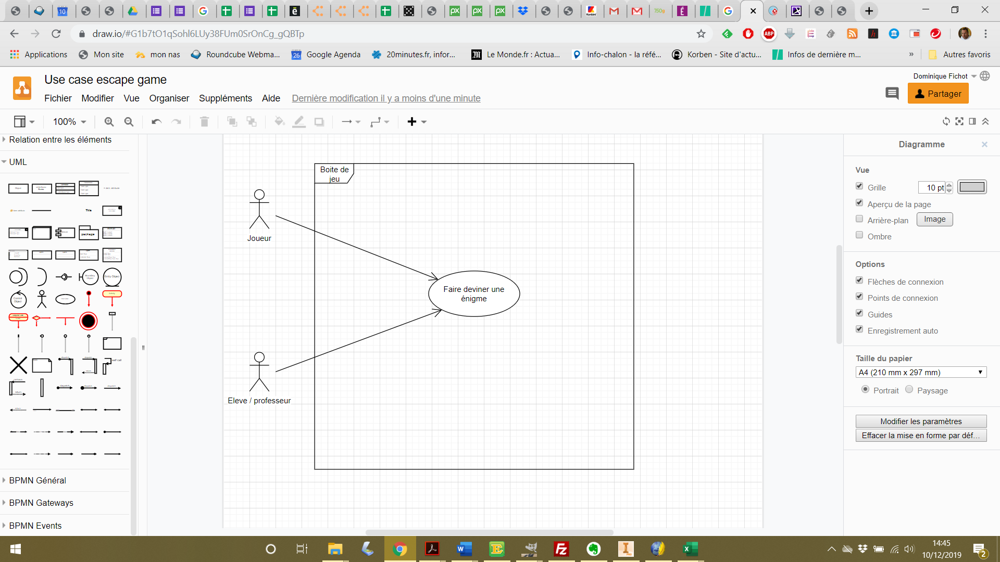 draw.io/#G1b7tO1qSohl6LUy38FUm0SrOnCg_gQBTp
Applications
Mon site
mon nas
Roundcube Webma...
Google Agenda
20minutes.fr, infor...
Le Monde.fr : Actua...
Info-chalon - la réfé...
Korben - Site d'actu...
Infos de dernière m...
»
Autres favoris
Use case escape game
Dominique Fichot
Fichier
Modifier
Vue
Organiser
Suppléments
Aide
Dernière modification il y a moins d'une minute
Partager
100%
Relation entre les éléments
UML
Title
package
self call
BPMN Général
BPMN Gateways
BPMN Events
Boite de
jeu
Joueur
Faire deviner une
énigme
Eleve / professeur
Diagramme
Vue
Grille
10 pt
Aperçu de la page
Arrière-plan
Image
Ombre
Options
Flèches de connexion
Points de connexion
Guides
Enregistrement auto
Taille du papier
A4 (210 mm x 297 mm)
Portrait
Paysage
Modifier les paramètres
Effacer la mise en forme par déf...
14:45
10/12/2019
2